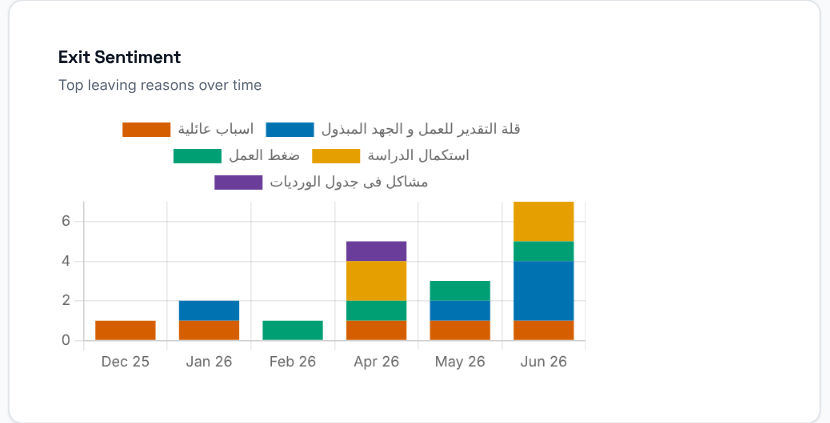 Exit Sentiment
Top leaving reasons over time
اسباب عائلية قلة التقدير للعمل و الجهد المبذول
ضغط العمل استكمال الدراسة
مشاكل فى جدول الورديات
6
4
2
0
Dec 25 Jan 26 Feb 26 Apr 26 May 26 Jun 26